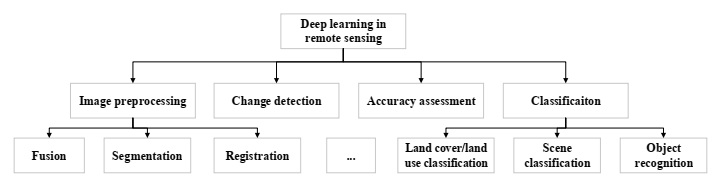 Deep learning in
remote sensing
Image preprocessing
Change detection
Accuracy assessment
Classificaiton
Fusion
Segmentation
Registration
...
Land cover/land
use classification
Scene
classification
Object
recognition